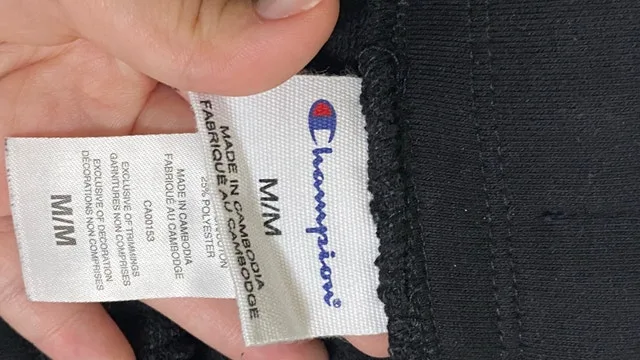 Champion®
M/M
MADE IN CAMBODIA
FABRIQUÉ AU CAMBODGE
25% POLYESTER
MADE IN CAMBODIA
FABRIQUÉ AU CAMBODGE
CA00153
EXCLUSIVE OF TRIMMINGS
GARNITURES NON COMPRISES
EXCLUSIVE OF DECORATION
DÉCORATIONS NON COMPRISES
M/M